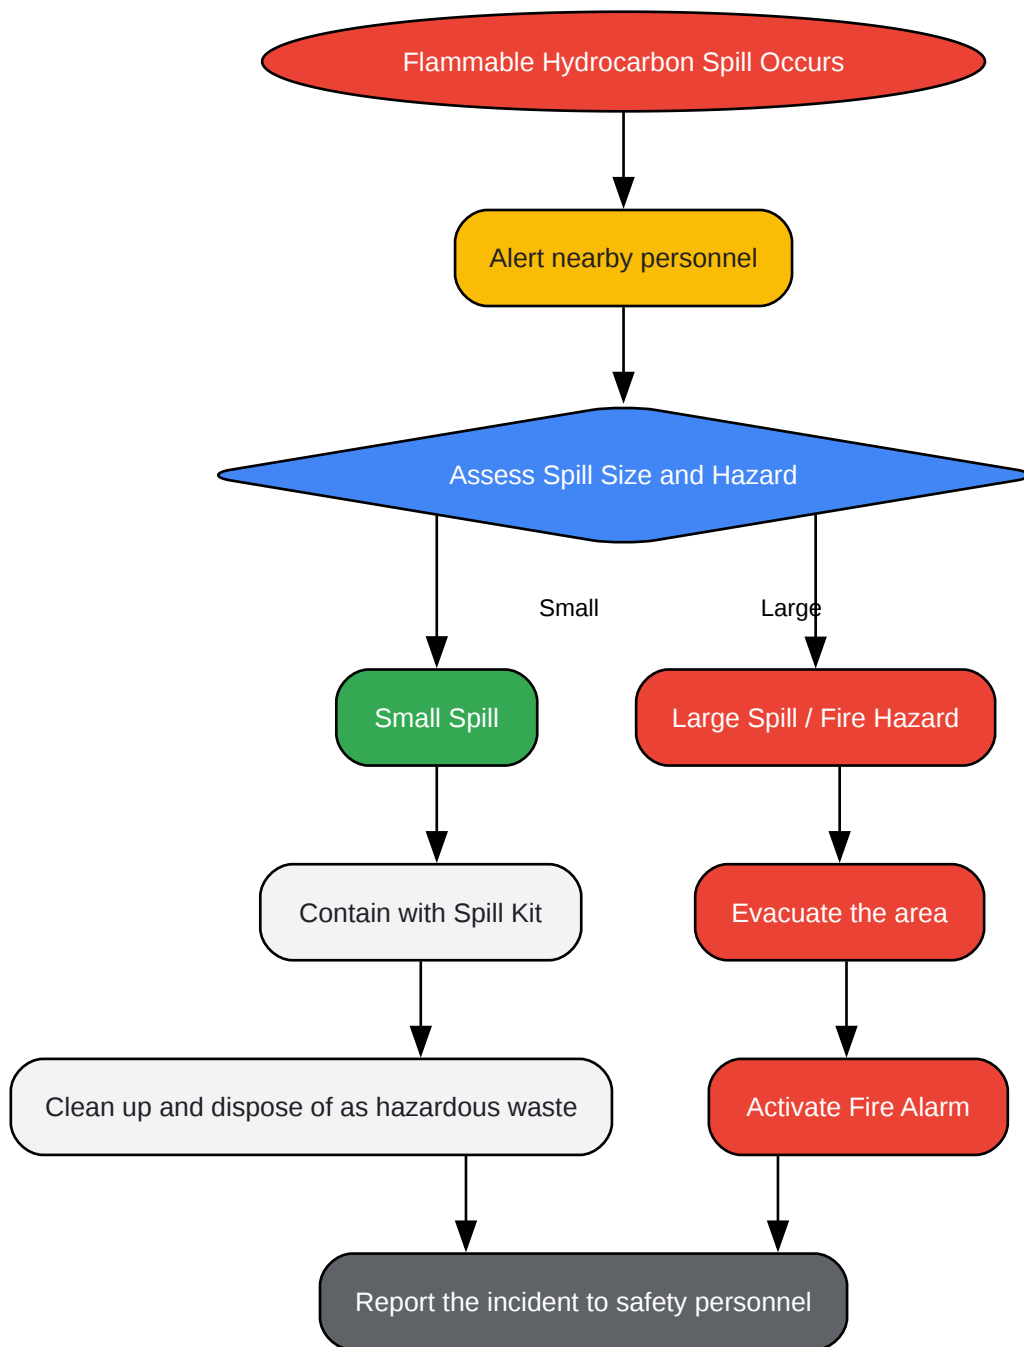 Flammable Hydrocarbon Spill Occurs
Alert nearby personnel
Assess Spill Size and Hazard
Small
Large
Small Spill
Large Spill / Fire Hazard
Contain with Spill Kit
Evacuate the area
Clean up and dispose of as hazardous waste
Activate Fire Alarm
Report the incident to safety personnel